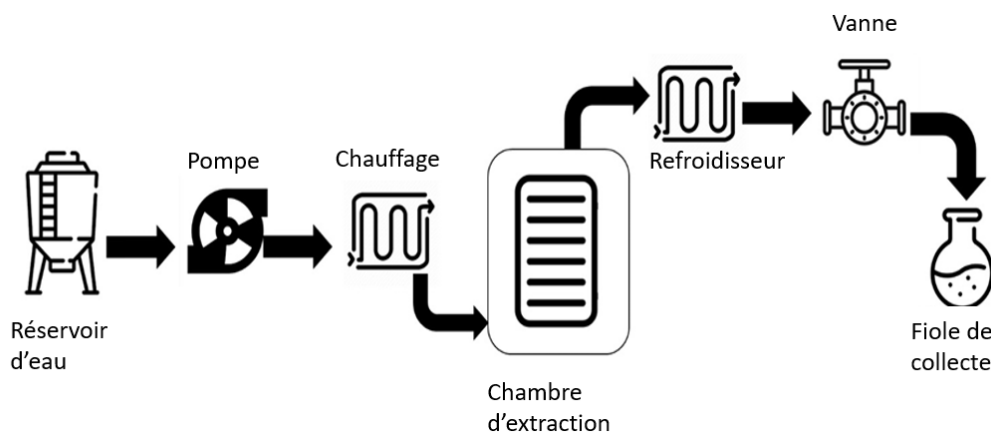 Réservoir
d'eau
Pompe
Chauffage
Chambre
d'extraction
Refroidisseur
Vanne
Fiole de
collecte